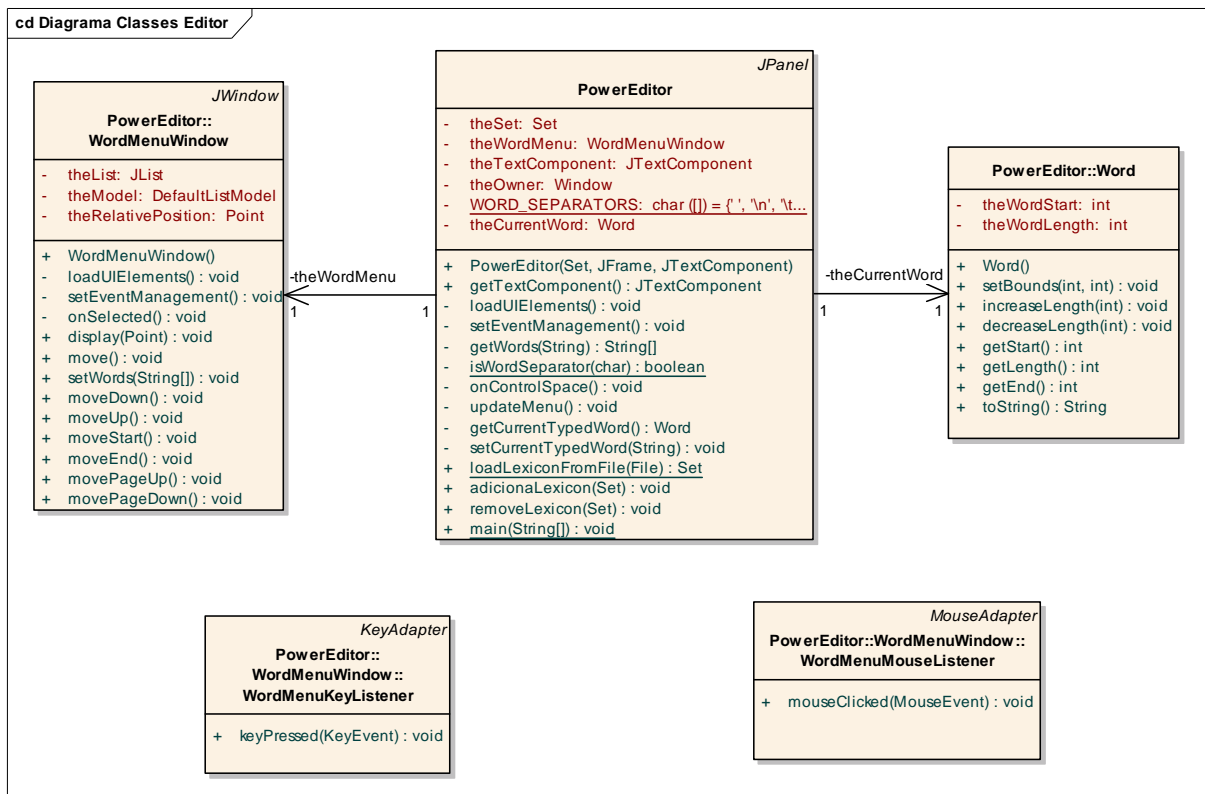 cd Diagrama Classes Editor
JWindow
PowerEditor::
WordMenuWindow
- theList: JList
- theModel: DefaultListModel
- theRelativePosition: Point
+ WordMenuWindow()
- loadUIElements() : void
- setEventManagement() : void
- onSelected() : void
+ display(Point) : void
+ move() : void
+ setWords(String[]) : void
+ moveDown() : void
+ moveUp() : void
+ moveStart() : void
+ moveEnd() : void
+ movePageUp() : void
+ movePageDown() : void
-theWordMenu
1
1
JPanel
PowerEditor
- theSet: Set
- theWordMenu: WordMenuWindow
- theTextComponent: JTextComponent
- theOwner: Window
- WORD_SEPARATORS: char ([]) = {' ', '\n', '\t...
- theCurrentWord: Word
+ PowerEditor(Set, JFrame, JTextComponent)
+ getTextComponent() : JTextComponent
- loadUIElements() : void
- setEventManagement() : void
- getWords(String) : String[]
- isWordSeparator(char) : boolean
- onControlSpace() : void
- updateMenu() : void
- getCurrentTypedWord() : Word
- setCurrentTypedWord(String) : void
+ loadLexiconFromFile(File) : Set
+ adicionaLexicon(Set) : void
+ removeLexicon(Set) : void
+ main(String[]) : void
-theCurrentWord
1
1
PowerEditor::Word
- theWordStart: int
- theWordLength: int
+ Word()
+ setBounds(int, int) : void
+ increaseLength(int) : void
+ decreaseLength(int) : void
+ getStart() : int
+ getLength() : int
+ getEnd() : int
+ toString() : String
KeyAdapter
PowerEditor::
WordMenuWindow::
WordMenuKeyListener
+ keyPressed(KeyEvent) : void
MouseAdapter
PowerEditor::WordMenuWindow::
WordMenuMouseListener
+ mouseClicked(MouseEvent) : void